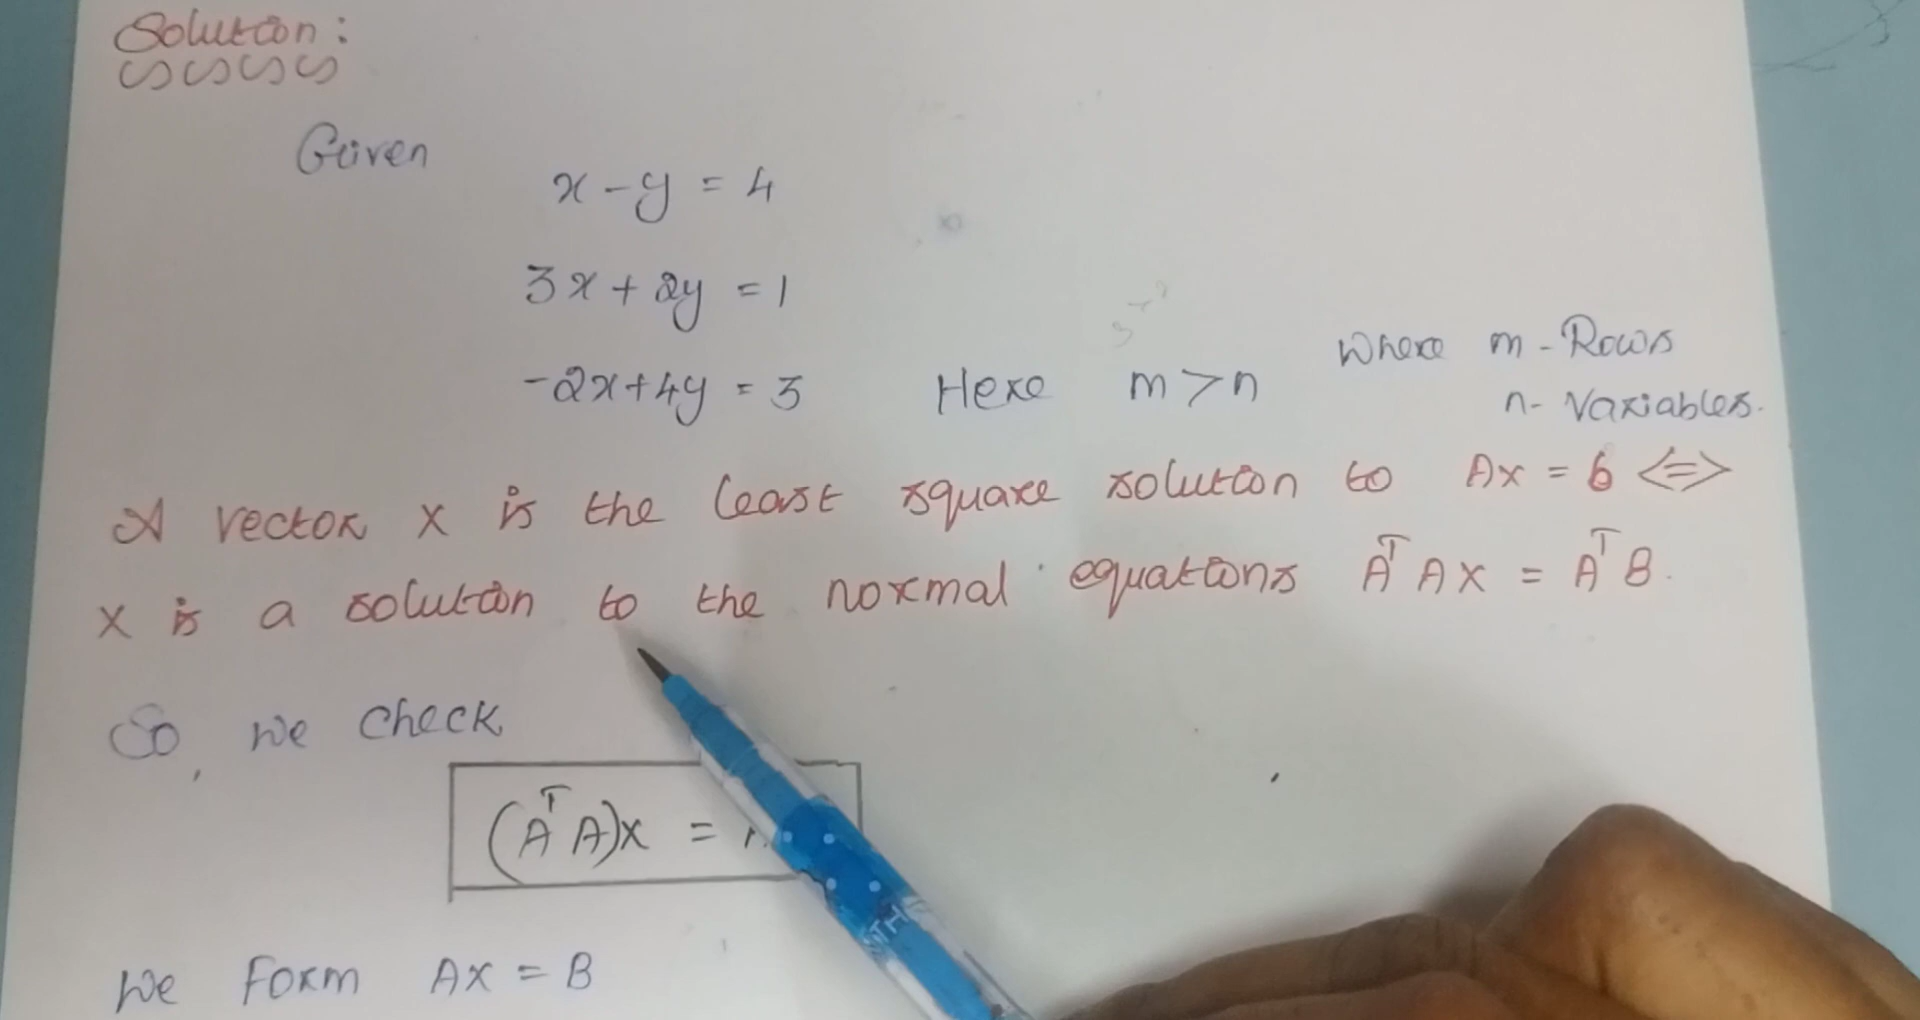 Solution:
Given
x - y = 4
3x + 2y = 1
-2x + 4y = 3 Here m > n where m - Rows
n - Variables.
A vector X is the least square solution to AX = b <=>
X is a solution to the normal equations AᵀAX = AᵀB.
So, we check
(AᵀA)X =
We Form AX = B